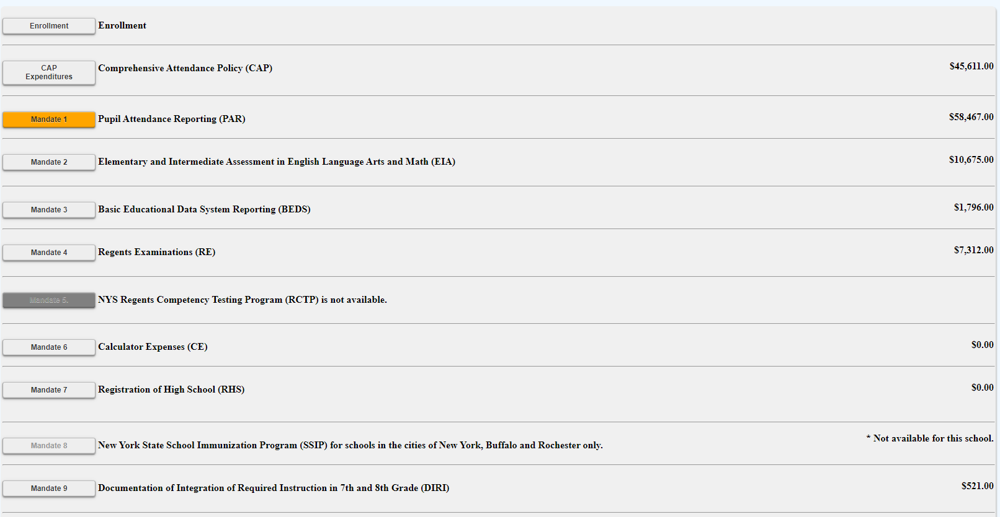 Enrollment Enrollment
CAP Expenditures Comprehensive Attendance Policy (CAP) $45,611.00
Mandate 1 Pupil Attendance Reporting (PAR) $58,467.00
Mandate 2 Elementary and Intermediate Assessment in English Language Arts and Math (EIA) $10,675.00
Mandate 3 Basic Educational Data System Reporting (BEDS) $1,796.00
Mandate 4 Regents Examinations (RE) $7,312.00
Mandate 5. NYS Regents Competency Testing Program (RCTP) is not available.
Mandate 6 Calculator Expenses (CE) $0.00
Mandate 7 Registration of High School (RHS) $0.00
Mandate 8 New York State School Immunization Program (SSIP) for schools in the cities of New York, Buffalo and Rochester only. * Not available for this school.
Mandate 9 Documentation of Integration of Required Instruction in 7th and 8th Grade (DIRI) $521.00